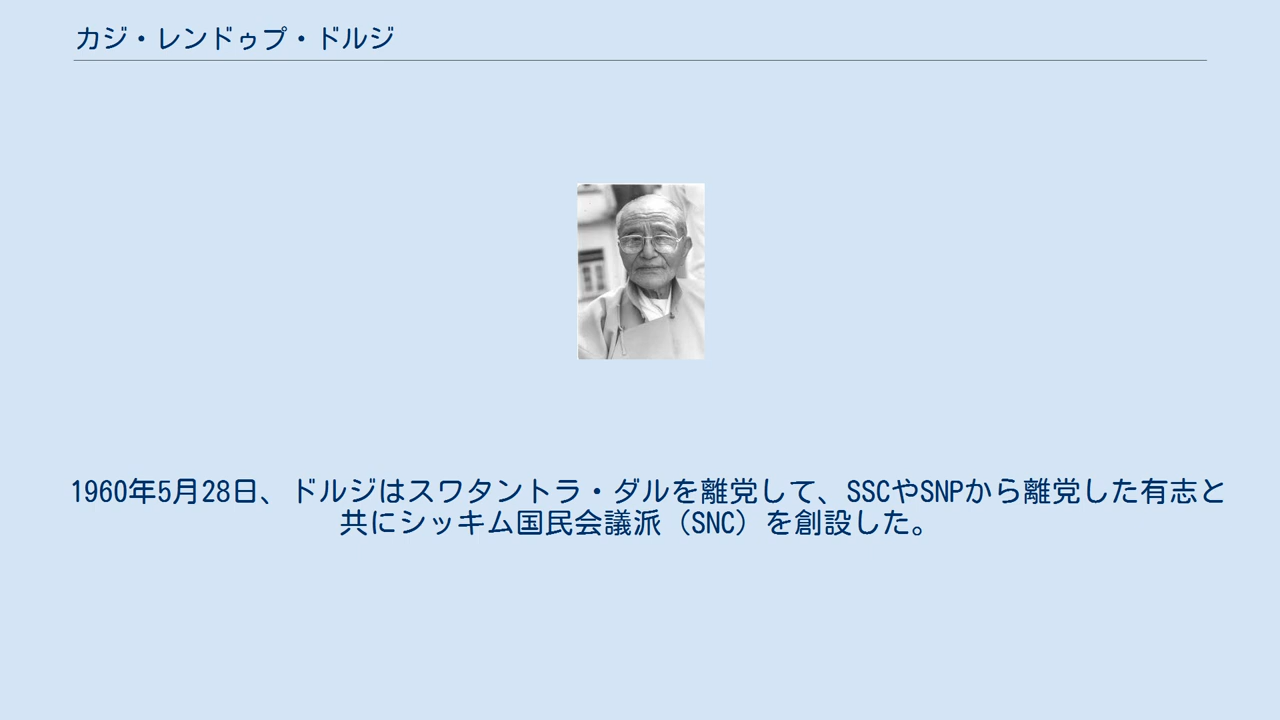 カジ・レンドゥプ・ドルジ
1960年5月28日、ドルジはスワタントラ・ダルを離党して、SSCやSNPから離党した有志と
共にシッキム国民会議派（SNC）を創設した。